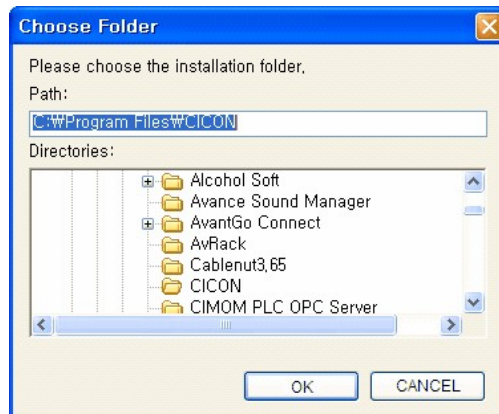 Choose Folder
Please choose the installation folder,
Path:
C:₩Program Files₩CICON
Directories:
Alcohol Soft
Avance Sound Manager
AvantGo Connect
AvRack
Cablenut3,65
CICON
CIMOM PLC OPC Server
OK
CANCEL